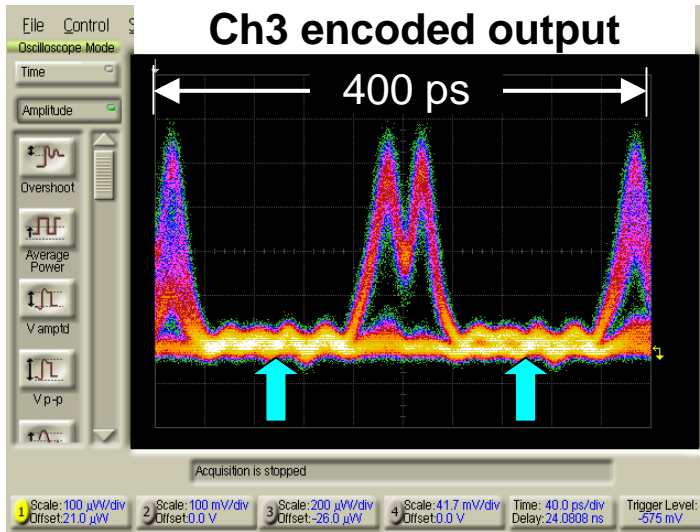 Ch3 encoded output
File Control S
Oscilloscope Mode
Time
Amplitude
400 ps
Overshoot
Average
Power
V amptd
V p-p
Acquisition is stopped
1 Scale:100 µW/div
Offset:21.0 µW
2 Scale:100 mV/div
Offset:0.0 V
3 Scale:200 µW/div
Offset:-26.0 µW
4 Scale:41.7 mV/div
Offset:0.0 V
Time: 40.0 ps/div
Delay:24.0808 ns
Trigger Level:
-575 mV